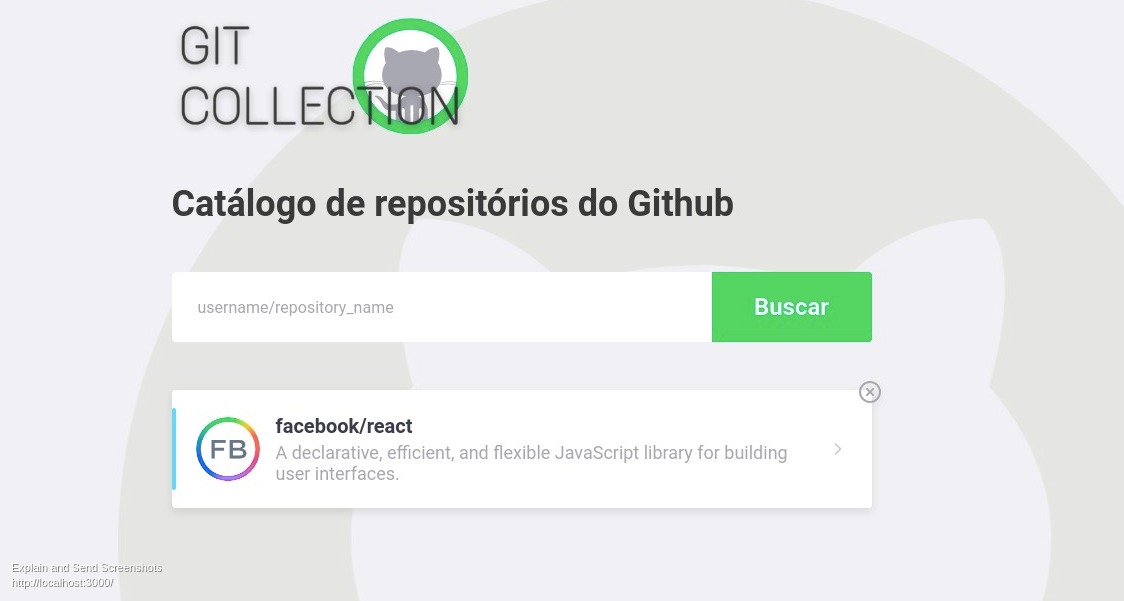 GIT
COLLECTION
Catálogo de repositórios do Github
username/repository_name
Buscar
FB
facebook/react
A declarative, efficient, and flexible JavaScript library for building
user interfaces.
Explain and Send Screenshots
http://localhost:3000/